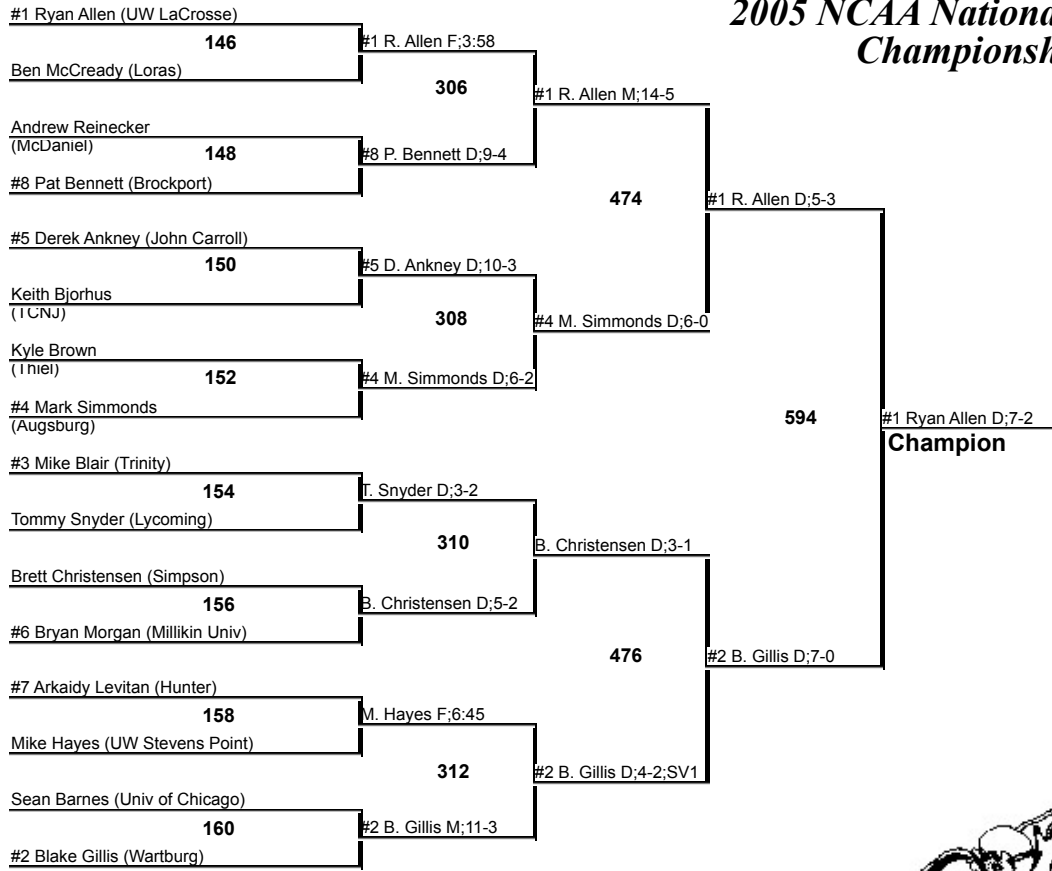 #1 Ryan Allen (UW LaCrosse)
2005 NCAA
146
#1 R. Allen F;3:58
Ben McCready (Loras)
306
#1 R. Allen M;14-5
Andrew Reinecker
(McDaniel)
148
#8 P. Bennett D;9-4
#8 Pat Bennett (Brockport)
474
#1 R. Allen D;5-3
#5 Derek Ankney (John Carroll)
150
#5 D. Ankney D;10-3
Keith Bjorhus
(TCNJ)
308
#4 M. Simmonds D;6-0
Kyle Brown
(Thiel)
152
#4 M. Simmonds D;6-2
#4 Mark Simmonds
(Augsburg)
594
#1 Ryan Allen D;7-2
Champion
#3 Mike Blair (Trinity)
154
T. Snyder D;3-2
Tommy Snyder (Lycoming)
310
B. Christensen D;3-1
Brett Christensen (Simpson)
156
B. Christensen D;5-2
#6 Bryan Morgan (Millikin Univ)
476
#2 B. Gillis D;7-0
#7 Arkaidy Levitan (Hunter)
158
M. Hayes F;6:45
Mike Hayes (UW Stevens Point)
312
#2 B. Gillis D;4-2;SV1
Sean Barnes (Univ of Chicago)
160
#2 B. Gillis M;11-3
#2 Blake Gillis (Wartburg)